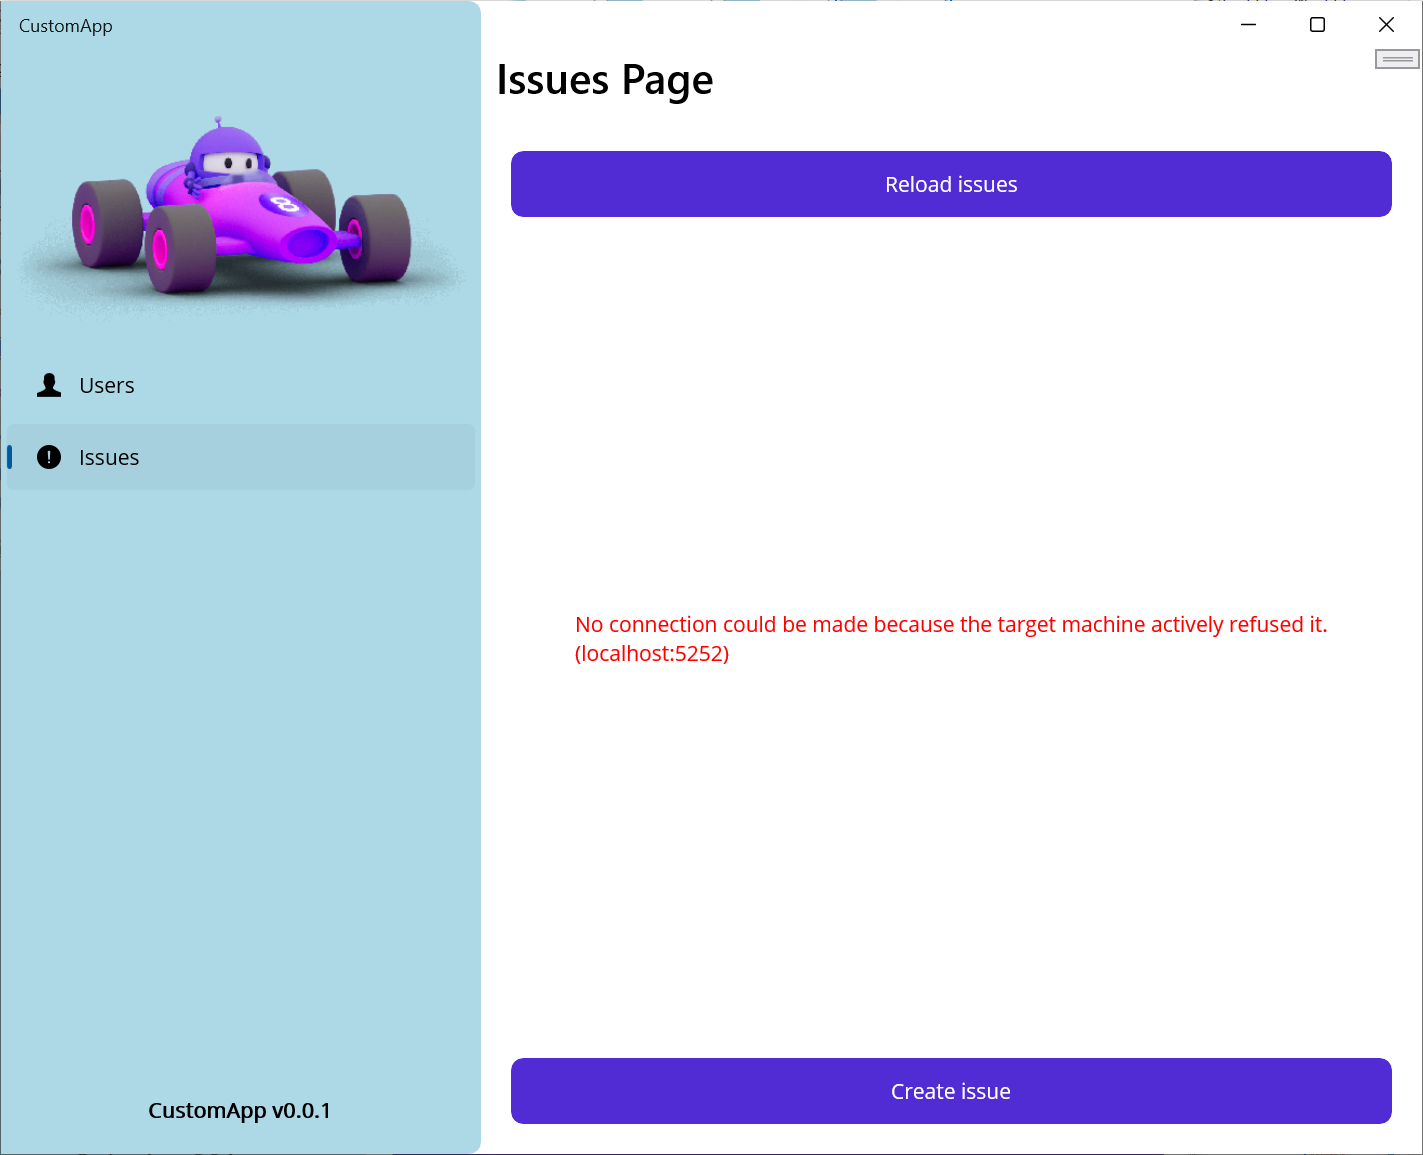 CustomApp
Issues Page
Reload issues
8
Users
Issues
No connection could be made because the target machine actively refused it.
(localhost:5252)
Create issue
CustomApp v0.0.1